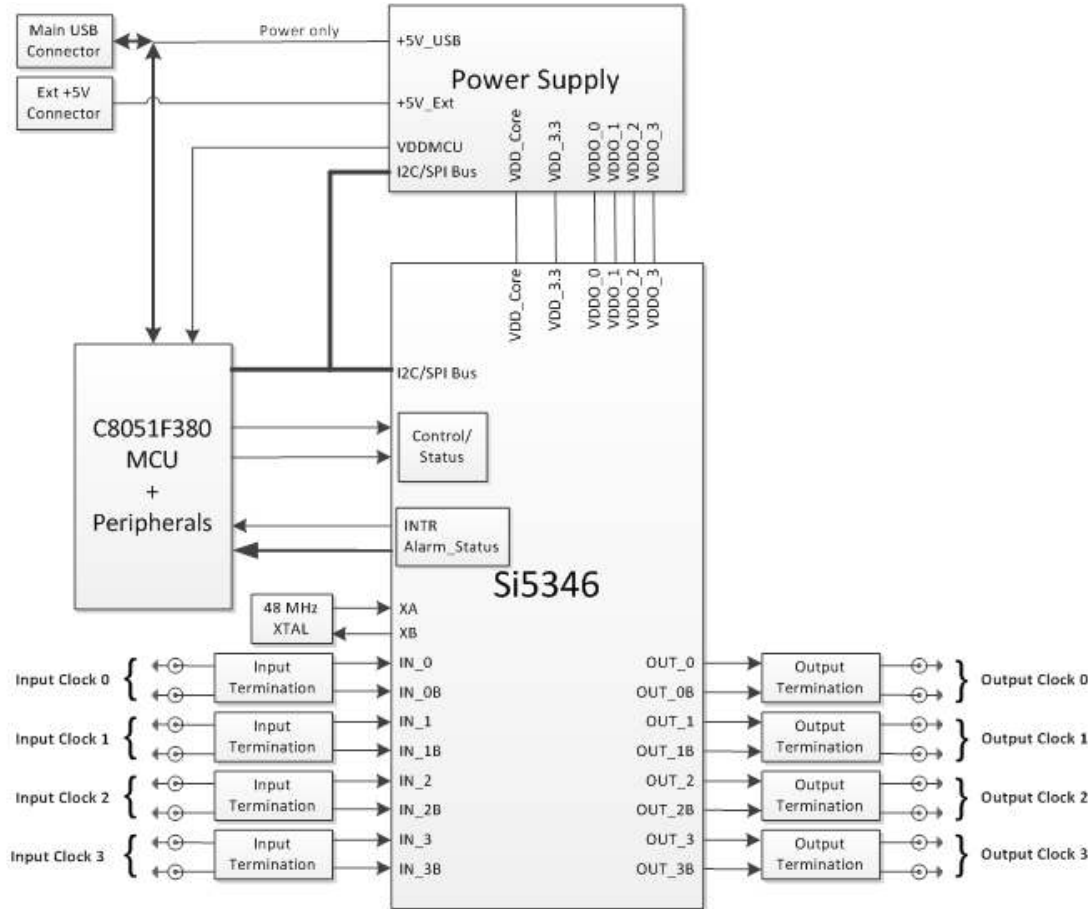 Main USB
Connector
Power only
+5V_USB
Power Supply
Ext +5V
Connector
+5V_Ext
VDDMCU
I2C/SPI Bus
VDD_Core
VDD_3.3
VDDO_0
VDDO_1
VDDO_2
VDDO_3
VDD_Core
VDD_3.3
VDDO_0
VDDO_1
VDDO_2
VDDO_3
I2C/SPI Bus
C8051F380
MCU
+
Peripherals
Control/
Status
INTR
Alarm_Status
Si5346
48 MHz
XTAL
XA
XB
Input Clock 0
Input
Termination
IN_0
IN_0B
OUT_0
OUT_0B
Output
Termination
Output Clock 0
Input Clock 1
Input
Termination
IN_1
IN_1B
OUT_1
OUT_1B
Output
Termination
Output Clock 1
Input Clock 2
Input
Termination
IN_2
IN_2B
OUT_2
OUT_2B
Output
Termination
Output Clock 2
Input Clock 3
Input
Termination
IN_3
IN_3B
OUT_3
OUT_3B
Output
Termination
Output Clock 3